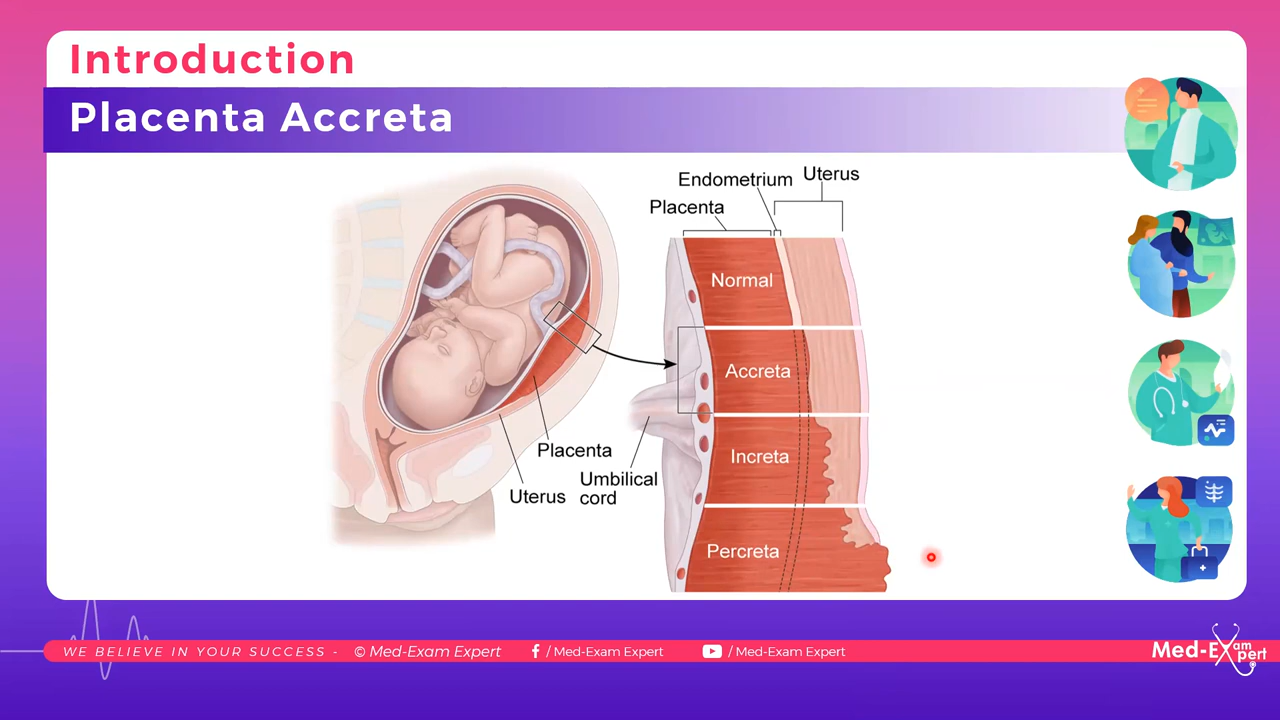 Introduction
Placenta Accreta
Endometrium
Uterus
Placenta
Normal
Accreta
Increta
Percreta
Placenta
Uterus
Umbilical
cord
WE BELIEVE IN YOUR SUCCESS - © Med-Exam Expert / Med-Exam Expert / Med-Exam Expert
Med-Exam Expert